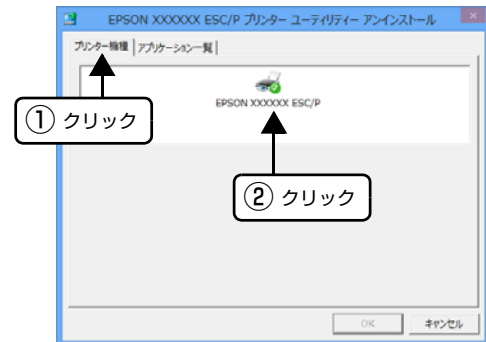 EPSON XXXXXX ESC/P プリンター ユーティリティー アンインストール
プリンター機種 アプリケーション一覧
EPSON XXXXXX ESC/P
① クリック
② クリック
OK キャンセル